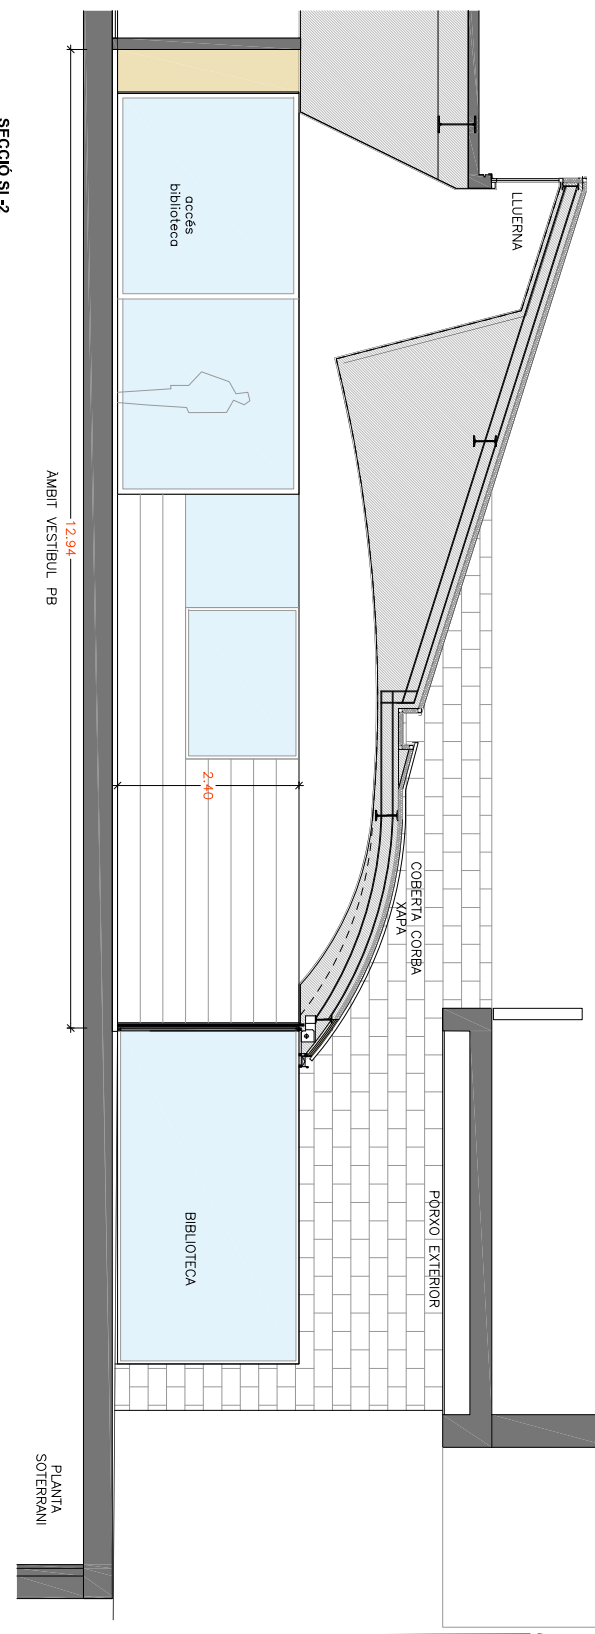 LLUERNA
accés
biblioteca
COBERTA CORBA
XAPA
2.40
PORXO EXTERIOR
BIBLIOTECA
12.94
ÀMBIT VESTÍBUL PB
PLANTA
SOTERRANI
SECCIÓ SL-2